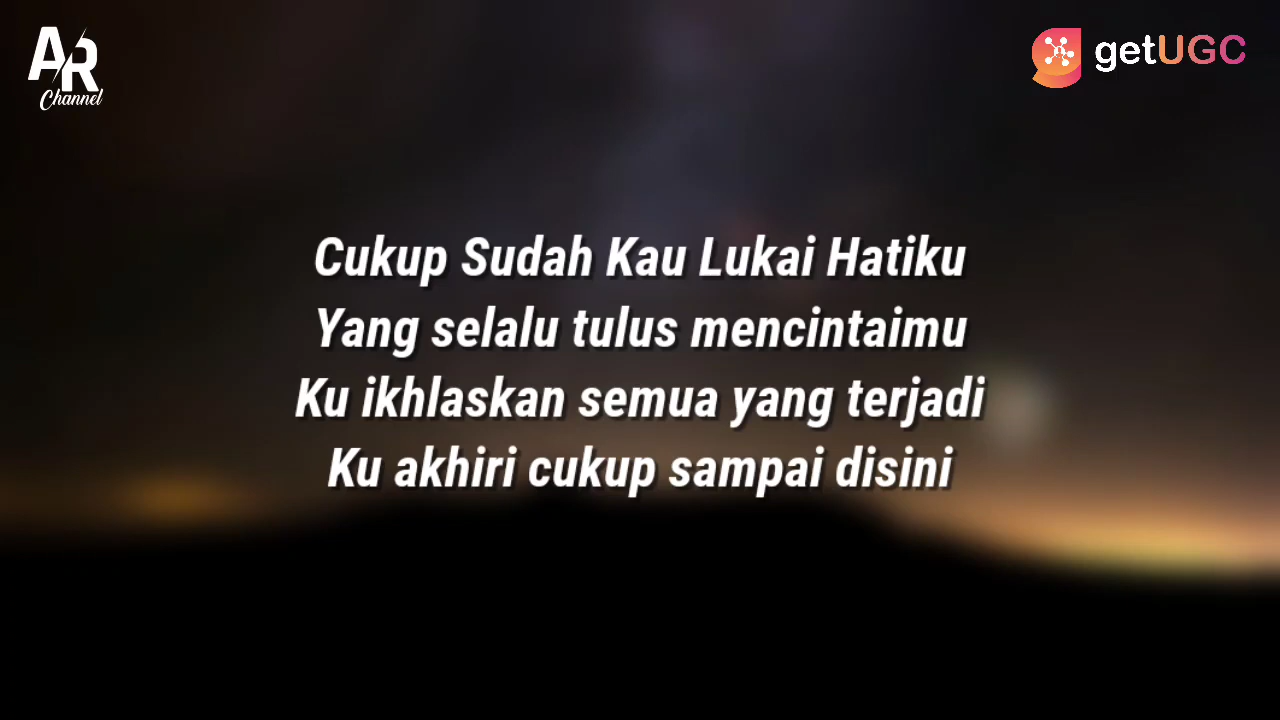 AR
Channel
getUGC
Cukup Sudah Kau Lukai Hatiku
Yang selalu tulus mencintaimu
Ku ikhlaskan semua yang terjadi
Ku akhiri cukup sampai disini